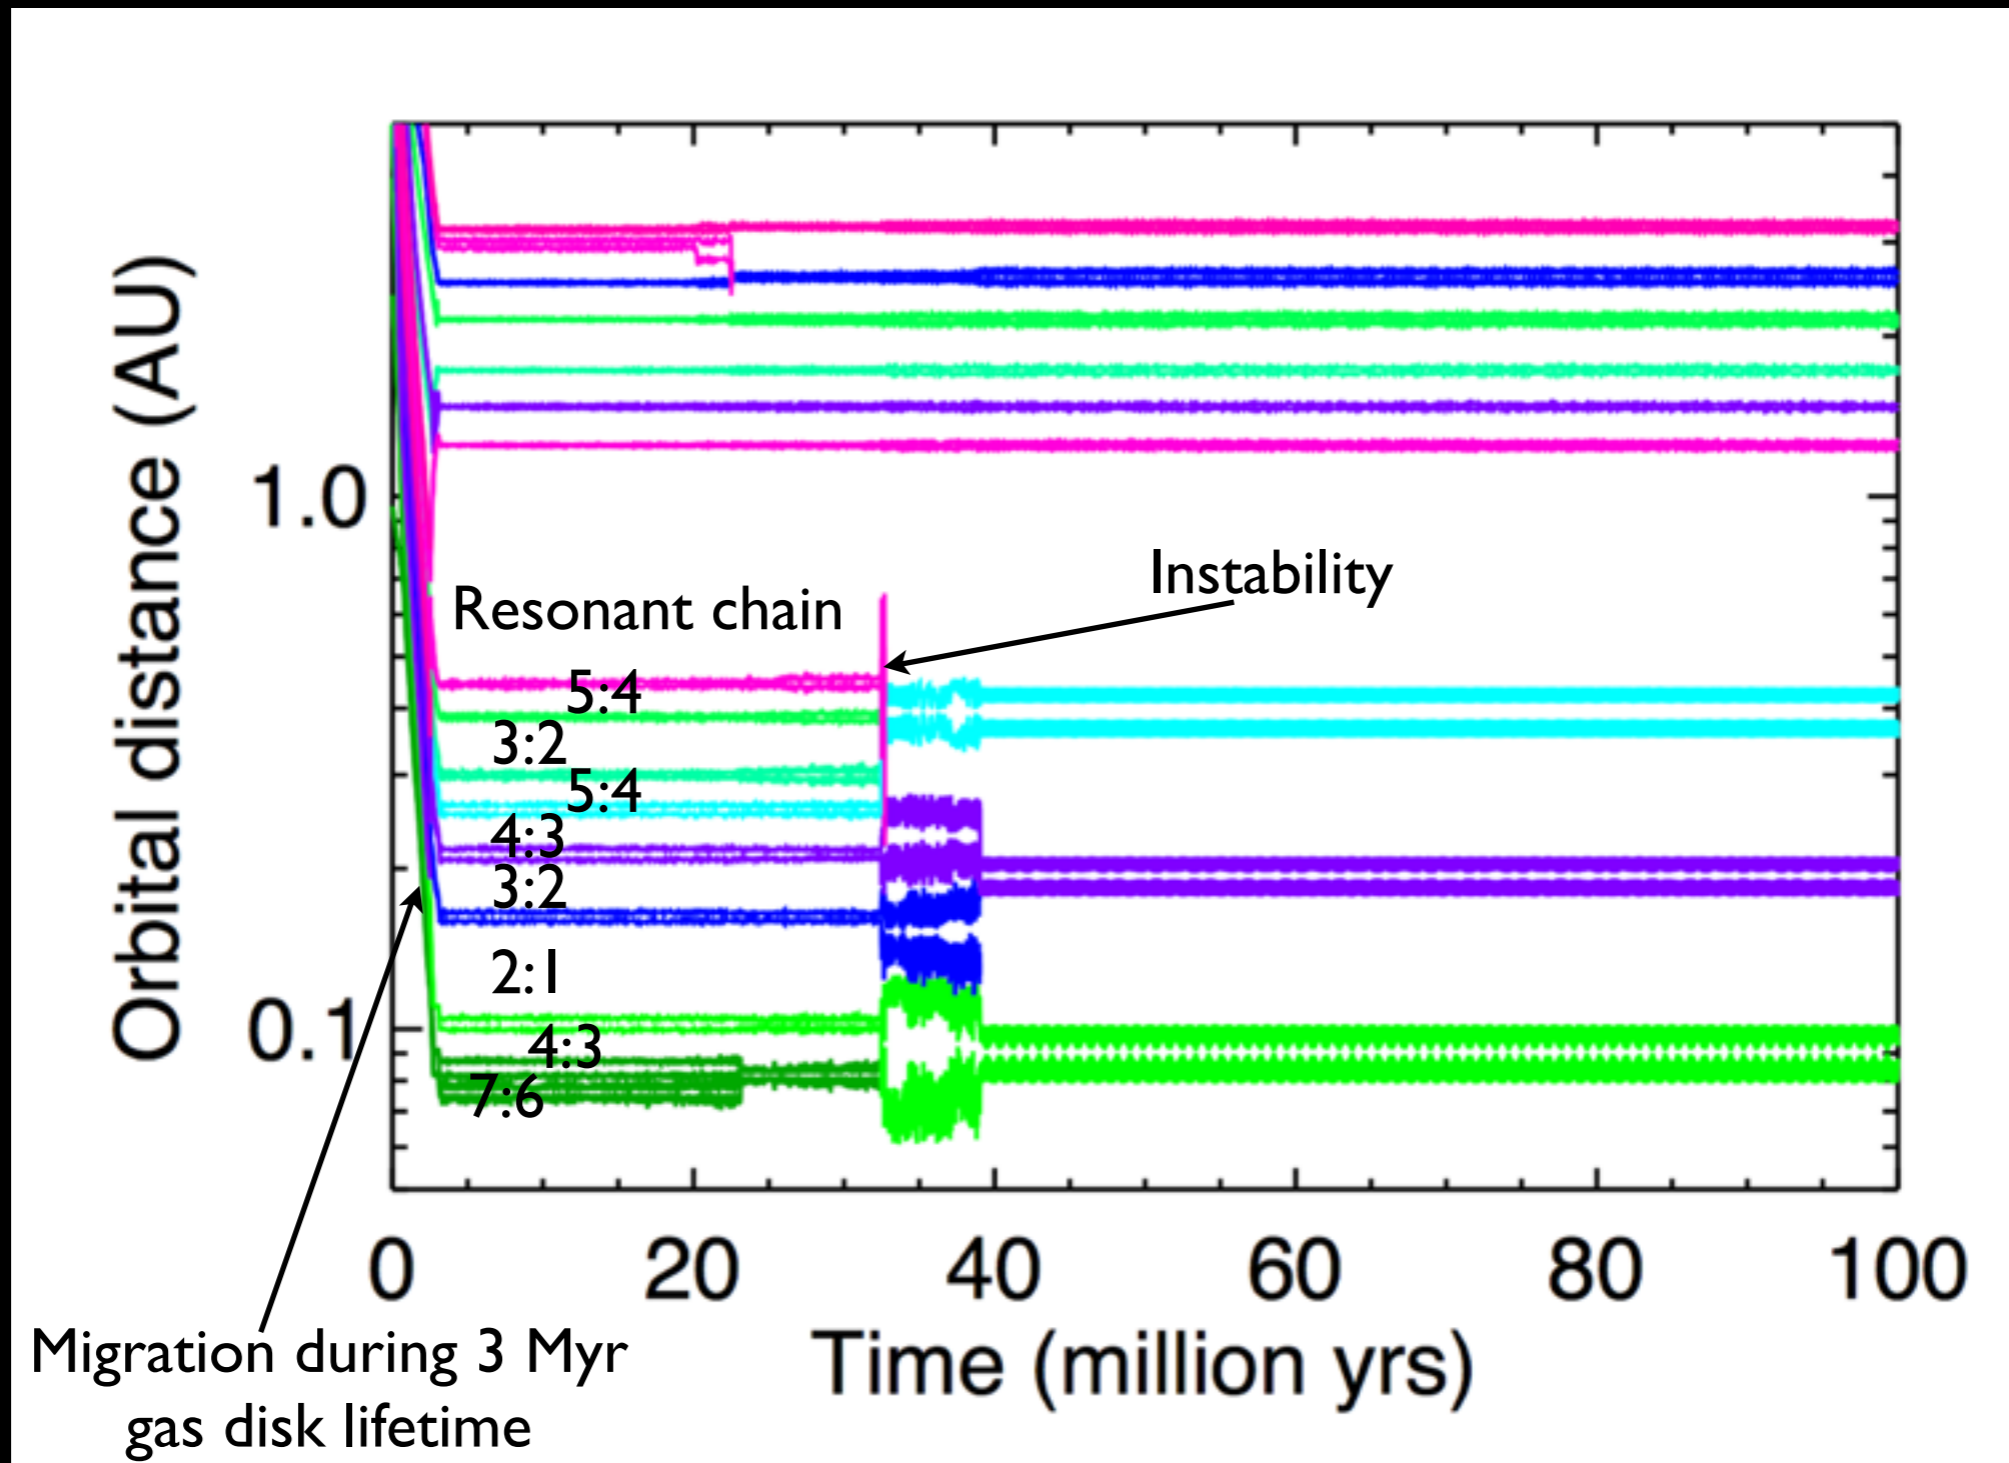 Orbital distance (AU)
1.0
0.1
Resonant chain
Instability
5:4
3:2
5:4
4:3
3:2
2:1
4:3
7:6
0 20 40 60 80 100
Time (million yrs)
Migration during 3 Myr
gas disk lifetime